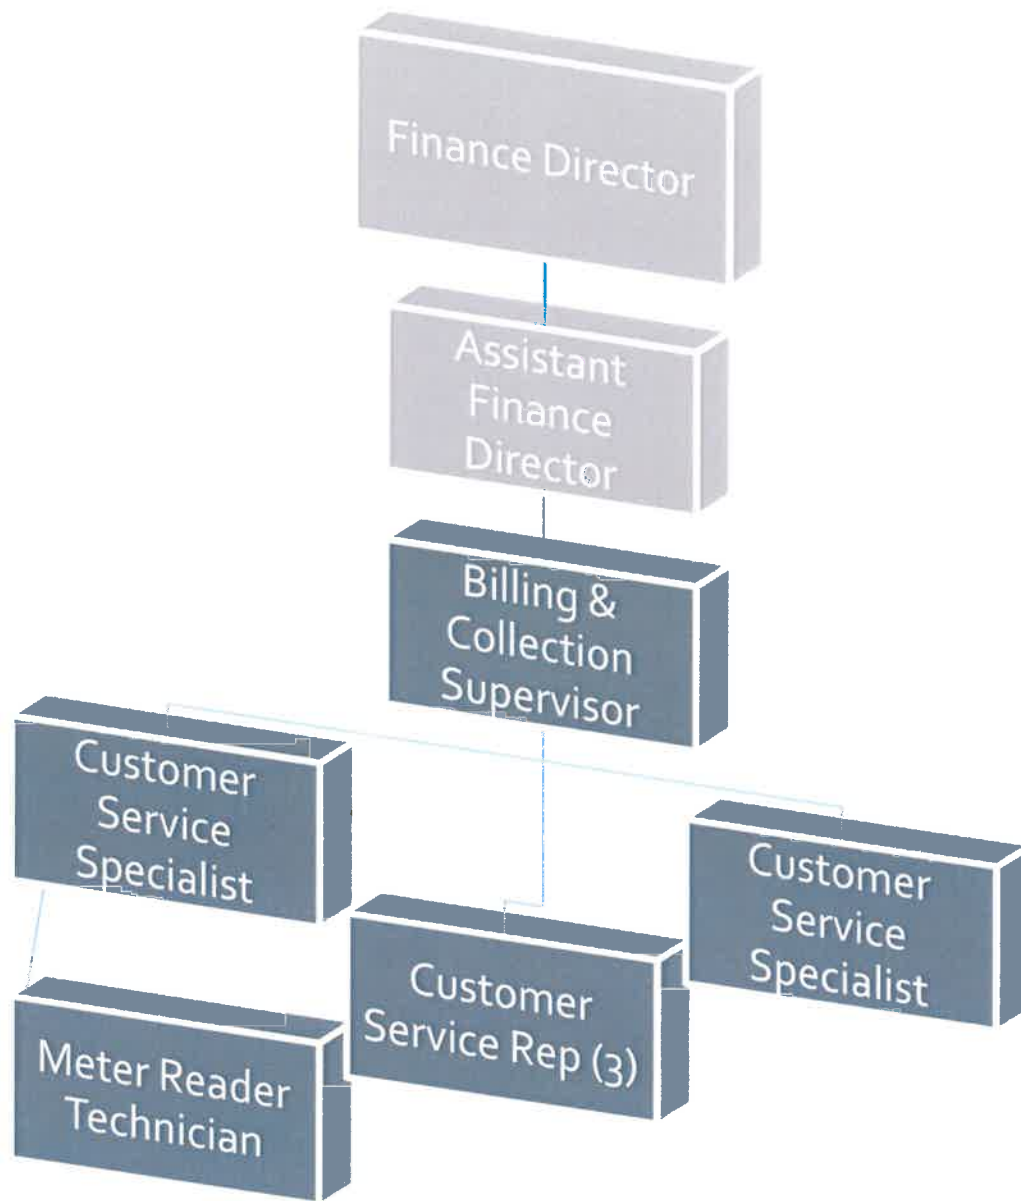 Finance Director
Assistant
Finance
Director
Billing &
Collection
Supervisor
Customer
Service
Specialist
Customer
Service
Specialist
Customer
Service Rep (3)
Meter Reader
Technician